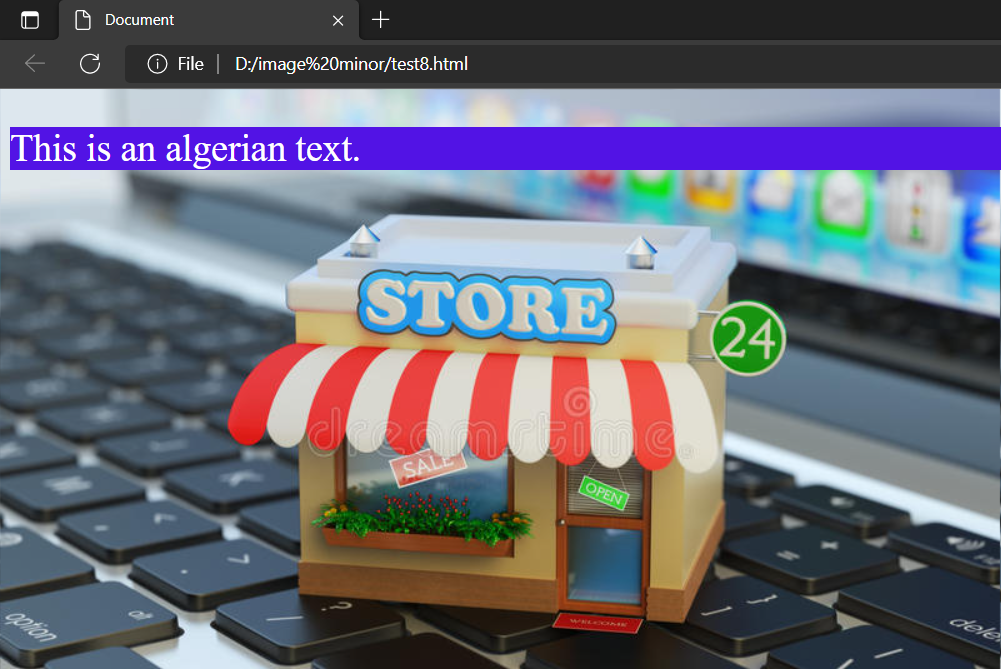 Document
File
D:/image%20minor/test8.html
This is an algerian text.
STORE
24
dreamstime.
SALE
OPEN
WELCOME
option
alt
delete